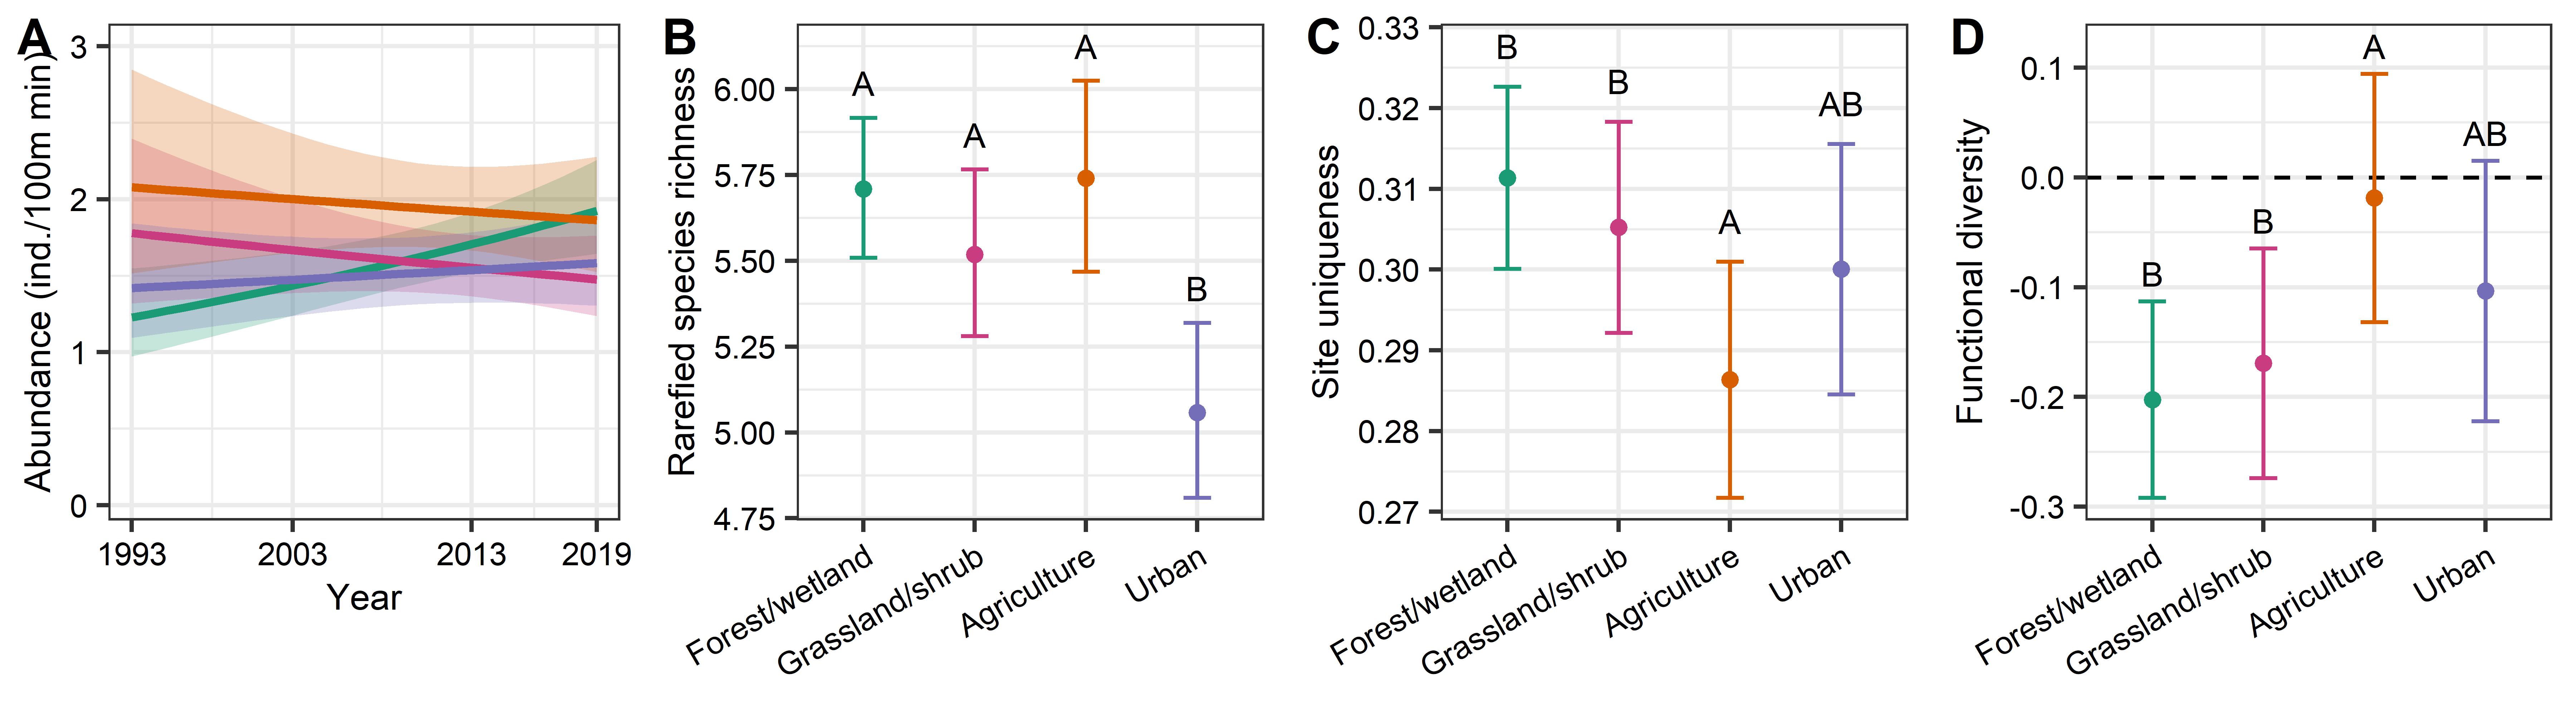 A
Abundance (ind./100m min)
3
2
1
0
1993
2003
2013
2019
Year
B
Rarefied species richness
6.00
5.75
5.50
5.25
5.00
4.75
A
A
A
B
Forest/wetland
Grassland/shrub
Agriculture
Urban
C
Site uniqueness
0.33
0.32
0.31
0.30
0.29
0.28
0.27
B
B
A
AB
Forest/wetland
Grassland/shrub
Agriculture
Urban
D
Functional diversity
0.1
0.0
-0.1
-0.2
-0.3
B
B
A
AB
Forest/wetland
Grassland/shrub
Agriculture
Urban